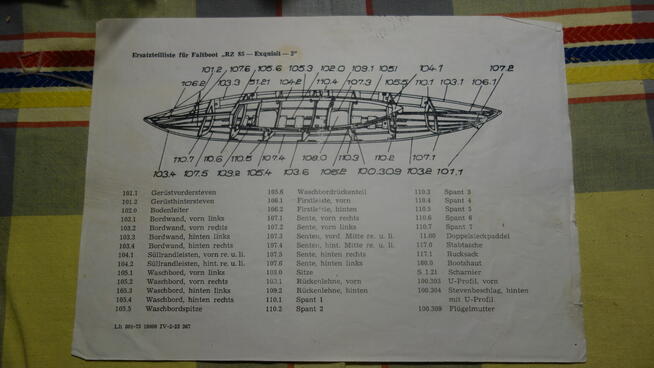 Ersatzteilliste für Faltboot „RZ 85 — Exquisit — 2"
101.2 107.6 105.6 105.3 102.0 109.1 105.1 104.1 107.2
106.2 103.3 S1.21 104.2 110.4 107.3 105.5 110.1 103.1 106.1
103.4 110.7 107.5 110.6 109.2 110.5 105.4 107.4 103.6 108.0 105.2 110.3 100.309 110.2 103.2 107.1 101.1
101.1 Gerüstvordersteven
101.2 Gerüsthintersteven
102.0 Bodenleiter
103.1 Bordwand, vorn links
103.2 Bordwand, vorn rechts
103.3 Bordwand, hinten links
103.4 Bordwand, hinten rechts
104.1 Süllrandleisten, vorn re. u. li.
104.2 Süllrandleisten, hint. re. u. li.
105.1 Waschbord, vorn links
105.2 Waschbord, vorn rechts
105.3 Waschbord, hinten links
105.4 Waschbord, hinten rechts
105.5 Waschbordspitze
105.6 Waschbordrückenteil
106.1 Firstleiste, vorn
106.2 Firstleiste, hinten
107.1 Sente, vorn rechts
107.2 Sente, vorn links
107.3 Senten, vord. Mitte re. u. li.
107.4 Senten, hint. Mitte re. u. li.
107.5 Sente, hinten rechts
107.6 Sente, hinten links
108.0 Sitze
109.1 Rückenlehne, vorn
109.2 Rückenlehne, hinten
110.1 Spant 1
110.2 Spant 2
110.3 Spant 3
110.4 Spant 4
110.5 Spant 5
110.6 Spant 6
110.7 Spant 7
11.00 Doppelsteckpaddel
117.0 Stabtasche
117.1 Rucksack
160.0 Bootshaut
S 1.21 Scharnier
100.303 U-Profil, vorn
100.304 Stevenbeschlag, hinten
mit U-Profil
100.309 Flügelmutter